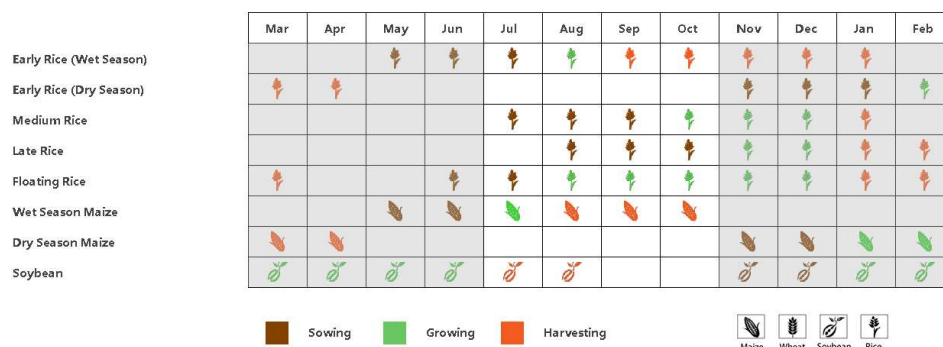 Mar Apr May Jun Jul Aug Sep Oct Nov Dec Jan Feb
Early Rice (Wet Season)
Early Rice (Dry Season)
Medium Rice
Late Rice
Floating Rice
Wet Season Maize
Dry Season Maize
Soybean
Sowing Growing Harvesting
Maize Wheat Soybean Rice